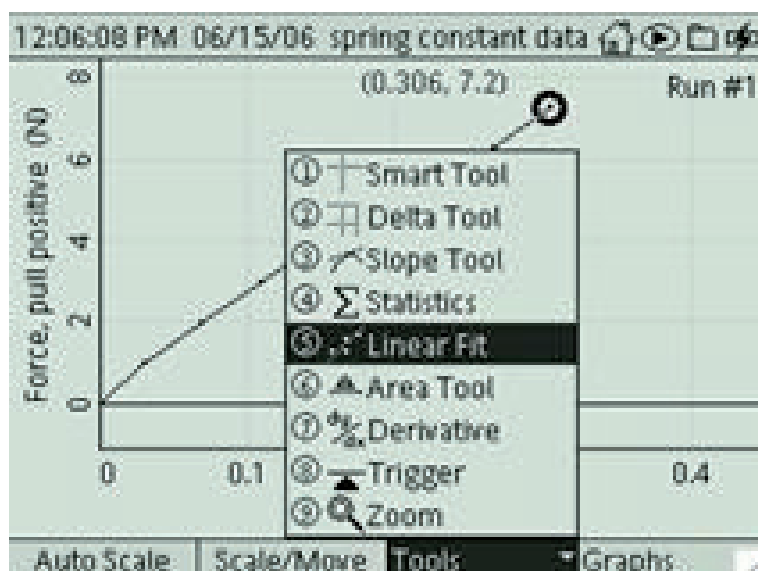 12:06:08 PM 06/15/06 spring constant data
8
(0.306, 7.2)
Run #1
Force, pull positive (N)
6
4
2
0
① Smart Tool
② Delta Tool
③ Slope Tool
④ Σ Statistics
⑤ Linear Fit
⑥ Area Tool
⑦ Derivative
⑧ Trigger
⑨ Zoom
0 0.1 0.4
Auto Scale Scale/Move Tools Graphs